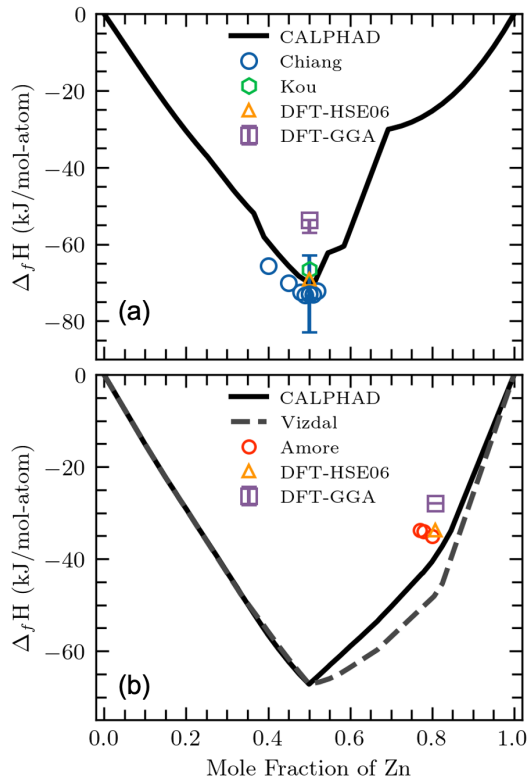 0
−20
−40
−60
−80
Δ_fH (kJ/mol-atom)
CALPHAD
Chiang
Kou
DFT-HSE06
DFT-GGA
(a)
0
−20
−40
−60
Δ_fH (kJ/mol-atom)
CALPHAD
Vizdal
Amore
DFT-HSE06
DFT-GGA
(b)
0.0 0.2 0.4 0.6 0.8 1.0
Mole Fraction of Zn